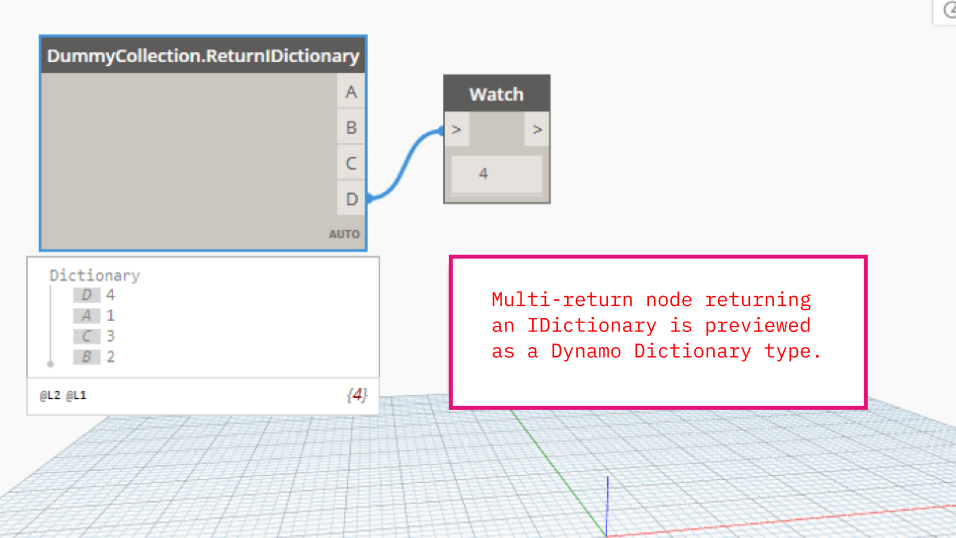 DummyCollection.ReturnIDictionary
A
B
C
D
AUTO
Watch
>
>
4
Dictionary
D 4
A 1
C 3
B 2
@L2 @L1
{4}
Multi-return node returning
an IDictionary is previewed
as a Dynamo Dictionary type.